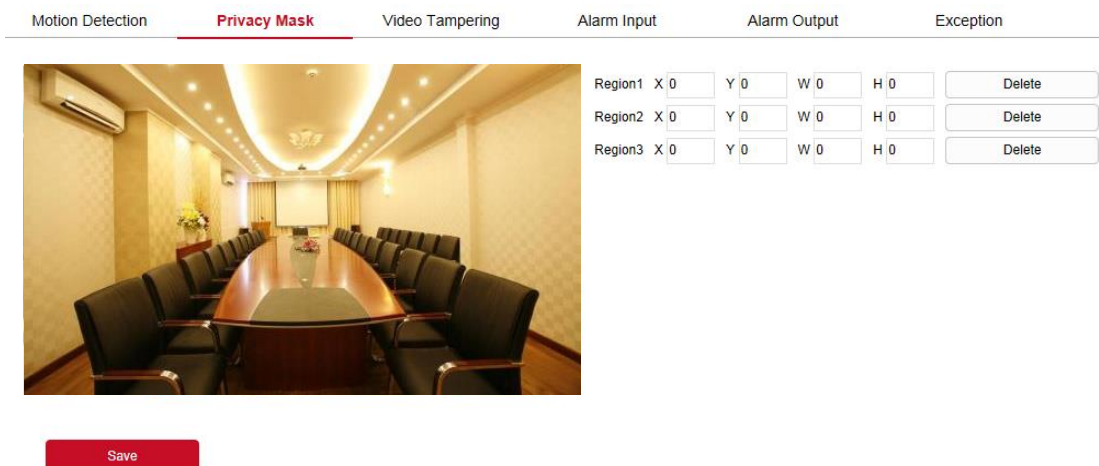 Motion Detection Privacy Mask Video Tampering Alarm Input Alarm Output Exception
Region1 X 0 Y 0 W 0 H 0 Delete
Region2 X 0 Y 0 W 0 H 0 Delete
Region3 X 0 Y 0 W 0 H 0 Delete
Save